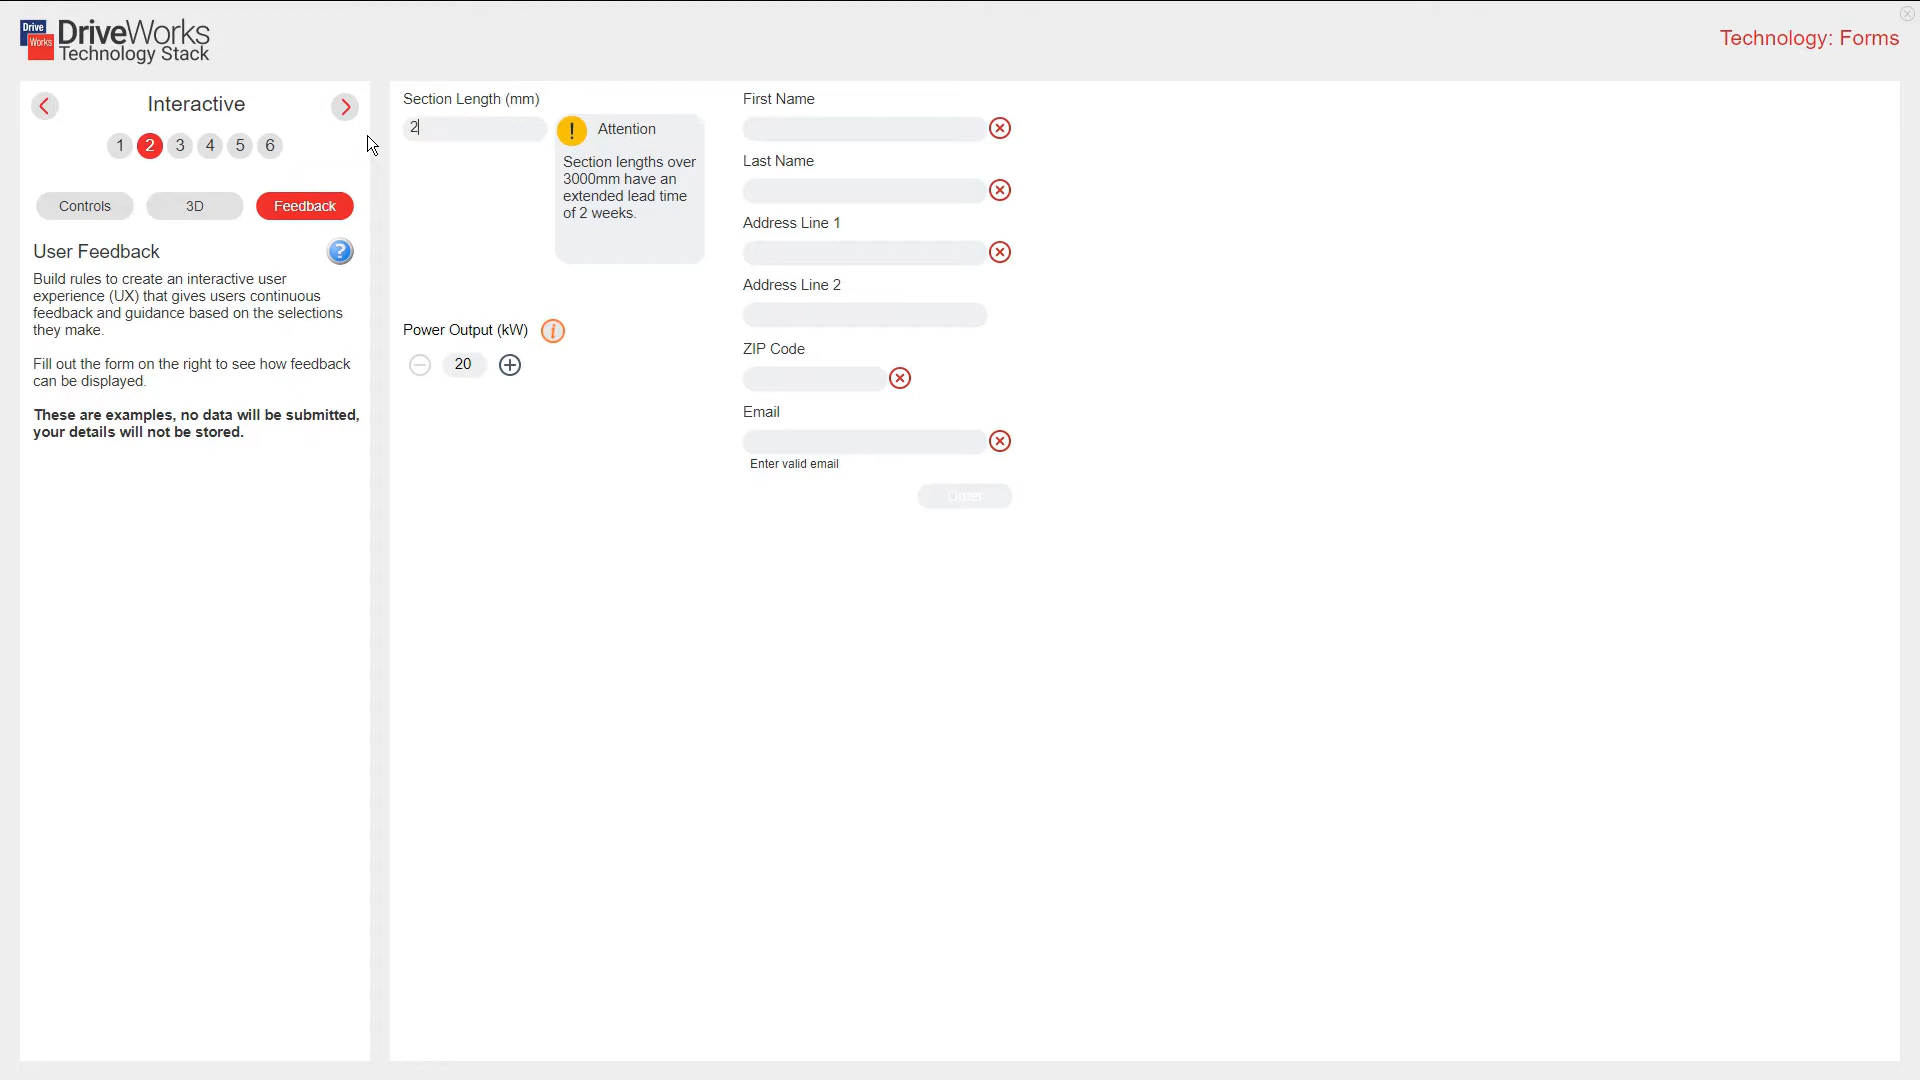 Drive
Works
DriveWorks
Technology Stack
Technology: Forms
Interactive
1 2 3 4 5 6
Controls
3D
Feedback
User Feedback
?
Build rules to create an interactive user
experience (UX) that gives users continuous
feedback and guidance based on the selections
they make.
Fill out the form on the right to see how feedback
can be displayed.
These are examples, no data will be submitted,
your details will not be stored.
Section Length (mm)
2
! Attention
Section lengths over
3000mm have an
extended lead time
of 2 weeks.
Power Output (kW) i
20
First Name
Last Name
Address Line 1
Address Line 2
ZIP Code
Email
Enter valid email
Order